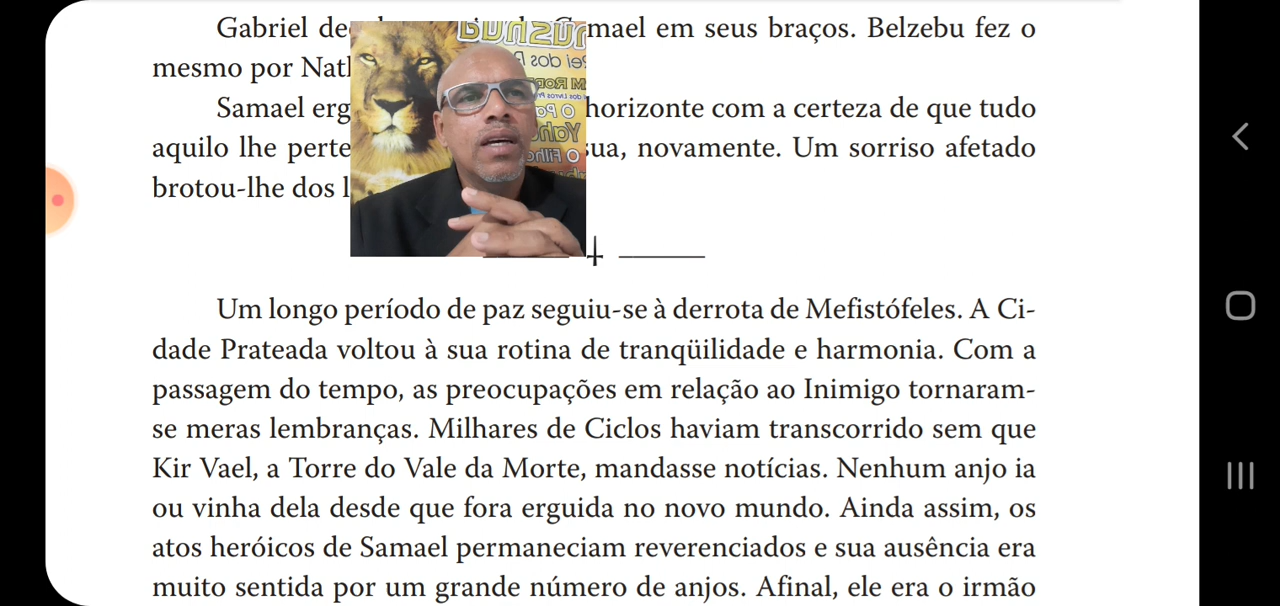 Gabriel de mael em seus braços. Belzebu fez o
mesmo por Nath
Samael erg horizonte com a certeza de que tudo
aquilo lhe perte sua, novamente. Um sorriso afetado
brotou-lhe dos l
ushua
Rei dos R
Um longo período de paz seguiu-se à derrota de Mefistófeles. A Ci-
dade Prateada voltou à sua rotina de tranqüilidade e harmonia. Com a
passagem do tempo, as preocupações em relação ao Inimigo tornaram-
se meras lembranças. Milhares de Ciclos haviam transcorrido sem que
Kir Vael, a Torre do Vale da Morte, mandasse notícias. Nenhum anjo ia
ou vinha dela desde que fora erguida no novo mundo. Ainda assim, os
atos heróicos de Samael permaneciam reverenciados e sua ausência era
muito sentida por um grande número de anjos. Afinal, ele era o irmão